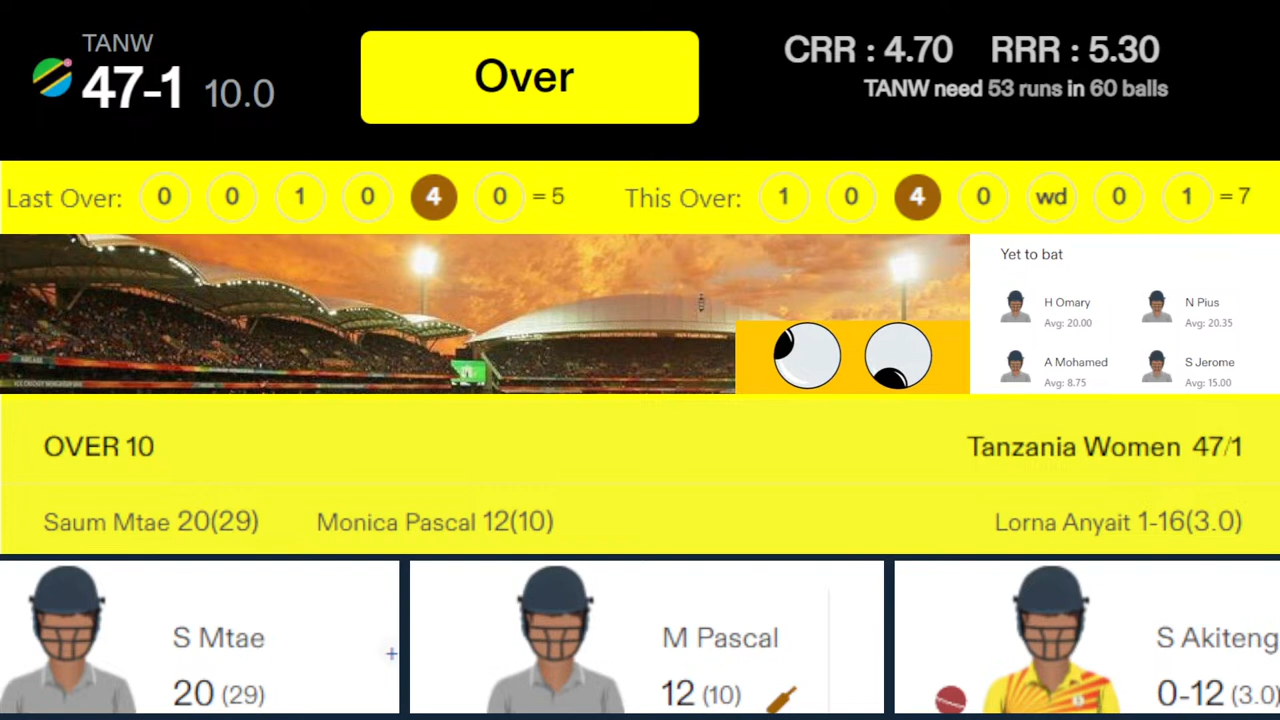 TANW
47-1 10.0
Over
CRR : 4.70 RRR : 5.30
TANW need 53 runs in 60 balls
Last Over: 0 0 1 0 4 0 = 5
This Over: 1 0 4 0 wd 0 1 = 7
Yet to bat
H Omary
Avg: 20.00
N Pius
Avg: 20.35
A Mohamed
Avg: 8.75
S Jerome
Avg: 15.00
OVER 10
Tanzania Women 47/1
Saum Mtae 20(29)
Monica Pascal 12(10)
Lorna Anyait 1-16(3.0)
S Mtae
20 (29)
M Pascal
12 (10)
S Akiteng
0-12 (3.0)